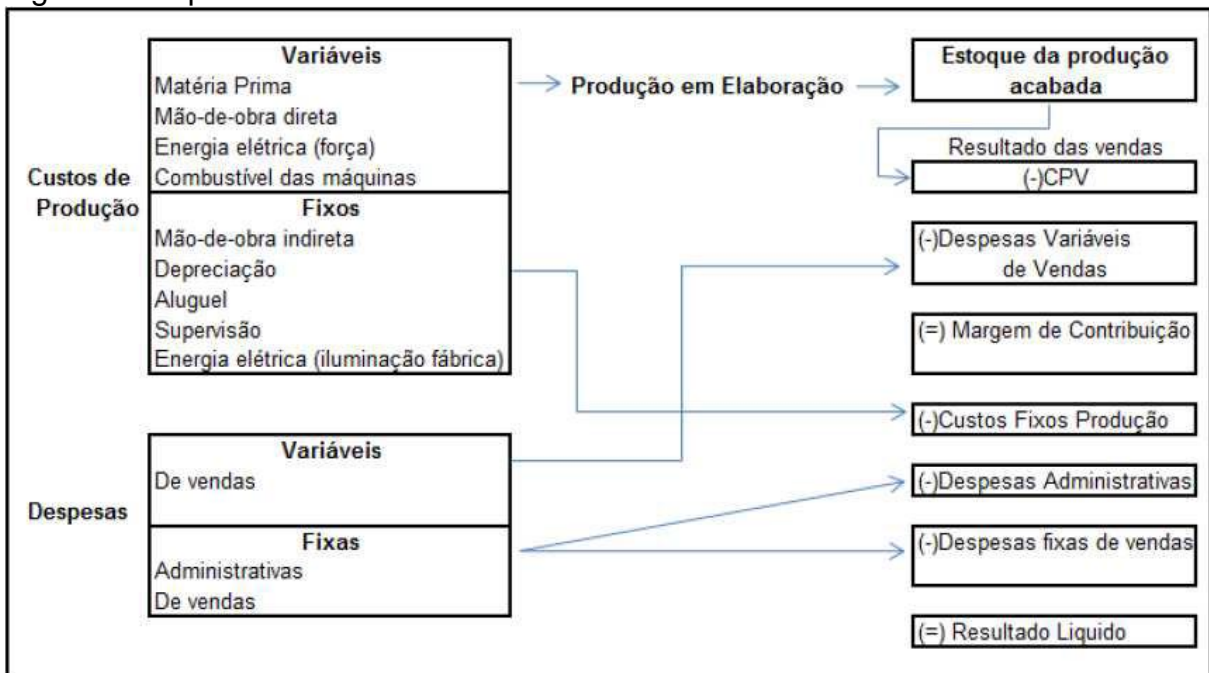 Variáveis
Matéria Prima
Mão-de-obra direta
Energia elétrica (força)
Combustível das máquinas
Custos de
Produção
Fixos
Mão-de-obra indireta
Depreciação
Aluguel
Supervisão
Energia elétrica (iluminação fábrica)
Produção em Elaboração
Estoque da produção
acabada
Resultado das vendas
(-)CPV
(-)Despesas Variáveis
de Vendas
(=) Margem de Contribuição
(-)Custos Fixos Produção
(-)Despesas Administrativas
(-)Despesas fixas de vendas
(=) Resultado Liquido
Despesas
Variáveis
De vendas
Fixas
Administrativas
De vendas